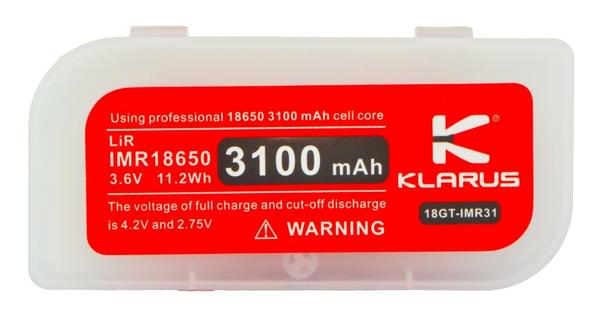 Using professional 18650 3100 mAh cell core
LiR
IMR18650
3.6V 11.2Wh
3100 mAh
The voltage of full charge and cut-off discharge
is 4.2V and 2.75V
⚠ WARNING
K®
KLARUS
18GT-IMR31